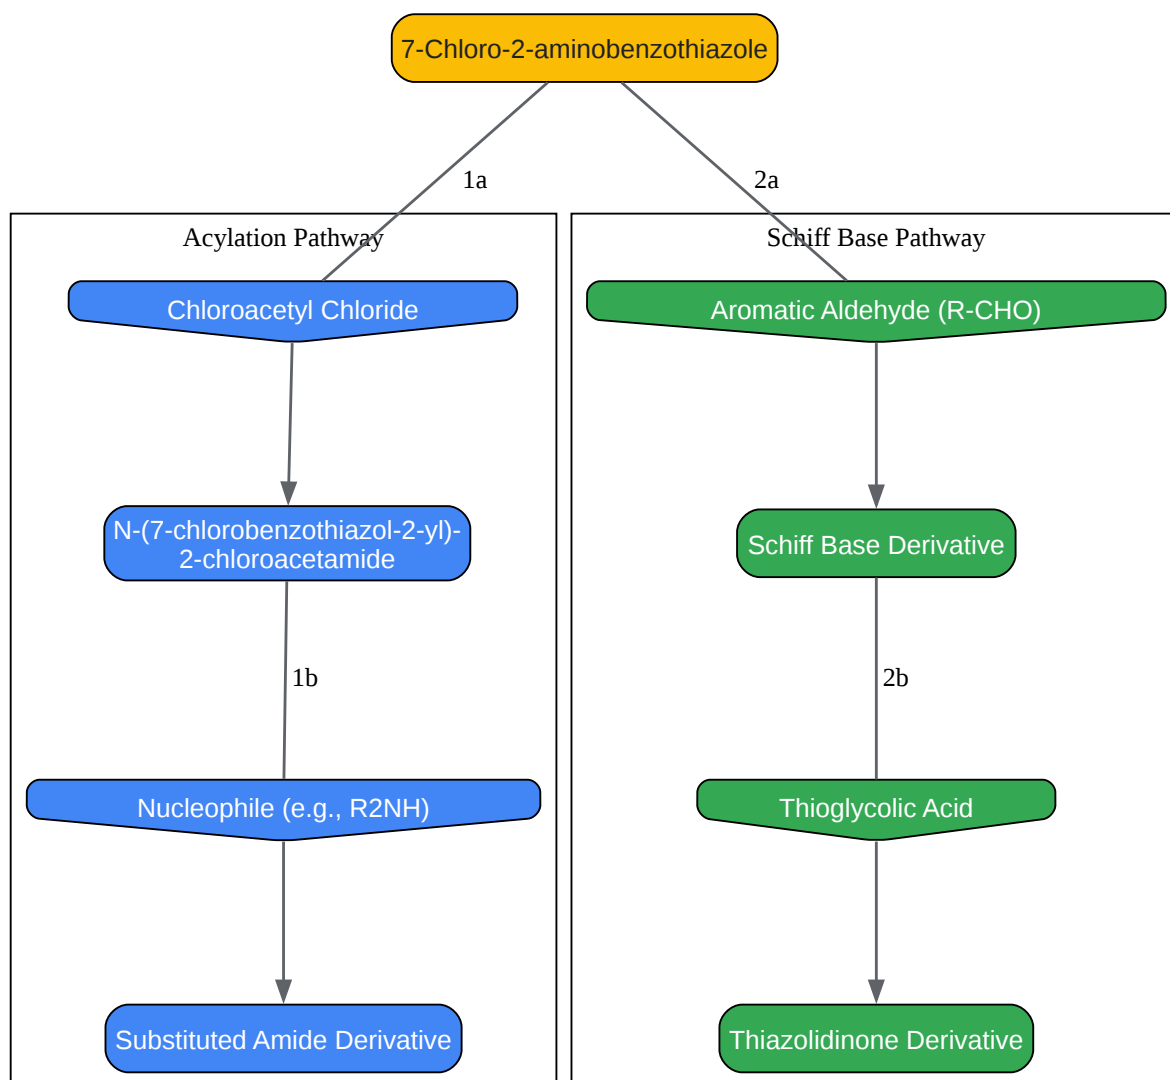 7-Chloro-2-aminobenzothiazole
1a
2a
Acylation Pathway
Chloroacetyl Chloride
N-(7-chlorobenzothiazol-2-yl)-
2-chloroacetamide
1b
Nucleophile (e.g., R2NH)
Substituted Amide Derivative
Schiff Base Pathway
Aromatic Aldehyde (R-CHO)
Schiff Base Derivative
2b
Thioglycolic Acid
Thiazolidinone Derivative